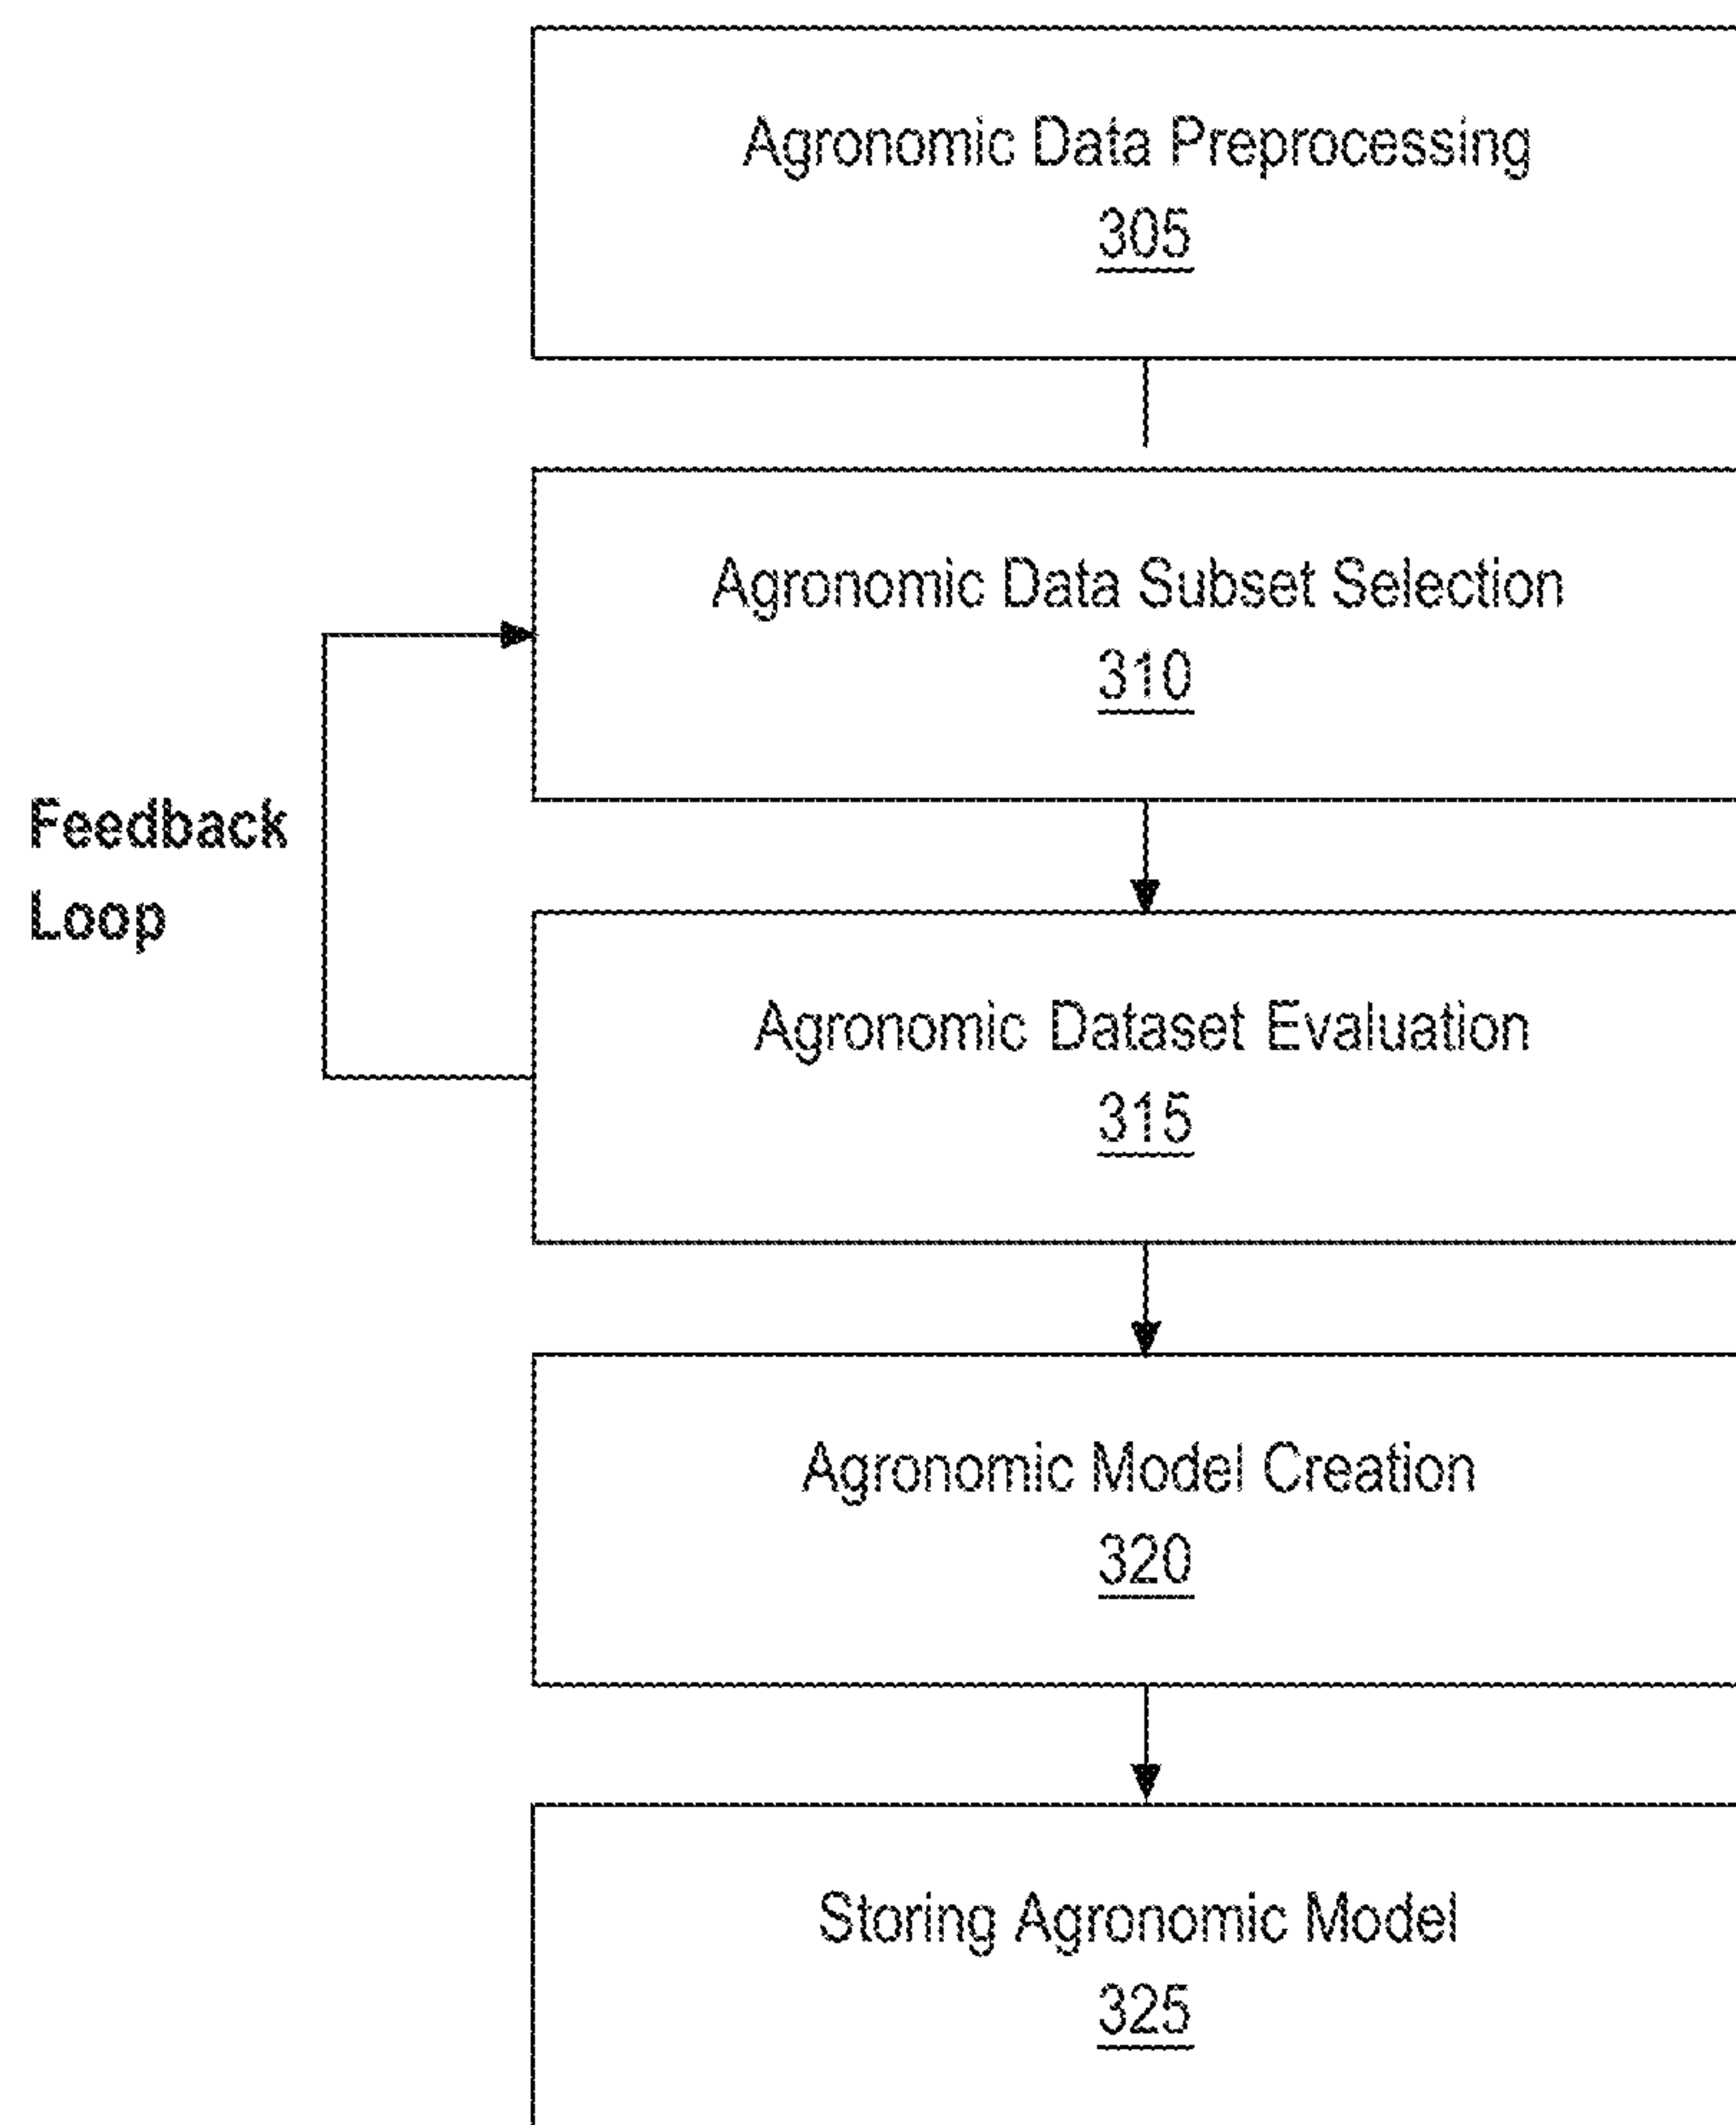 Agronomic Data Preprocessing
305
Agronomic Data Subset Selection
310
Feedback
Loop
Agronomic Dataset Evaluation
315
Agronomic Model Creation
320
Storing Agronomic Model
325